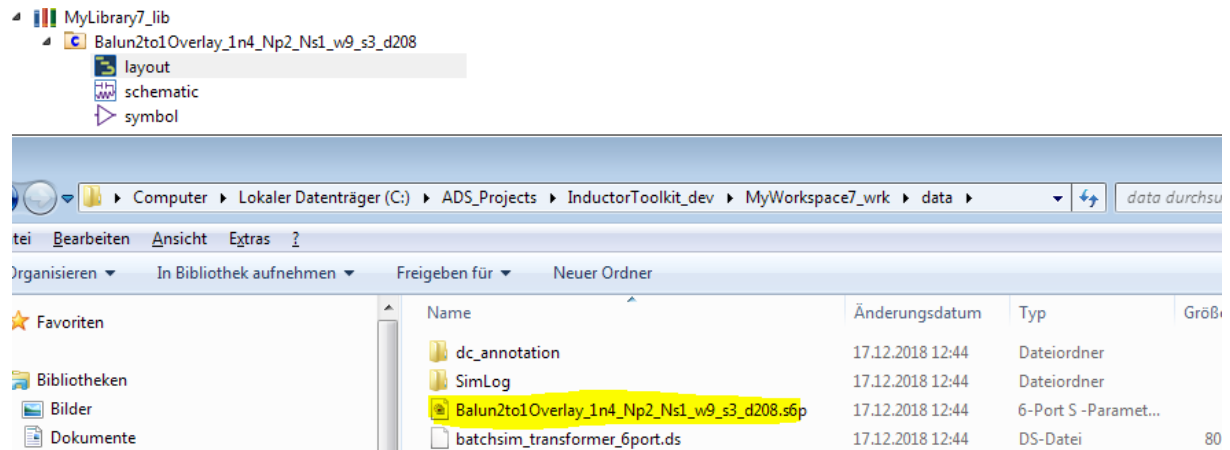 MyLibrary7_lib
Balun2to1Overlay_1n4_Np2_Ns1_w9_s3_d208
layout
schematic
symbol
Computer Lokaler Datenträger (C:) ADS_Projects InductorToolkit_dev MyWorkspace7_wrk data data durchsu
tei Bearbeiten Ansicht Extras ?
Organisieren In Bibliothek aufnehmen Freigeben für Neuer Ordner
Favoriten Name Änderungsdatum Typ Größe
dc_annotation 17.12.2018 12:44 Dateiordner
Bibliotheken SimLog 17.12.2018 12:44 Dateiordner
Bilder Balun2to1Overlay_1n4_Np2_Ns1_w9_s3_d208.s6p 17.12.2018 12:44 6-Port S -Paramet...
Dokumente batchsim_transformer_6port.ds 17.12.2018 12:44 DS-Datei 80